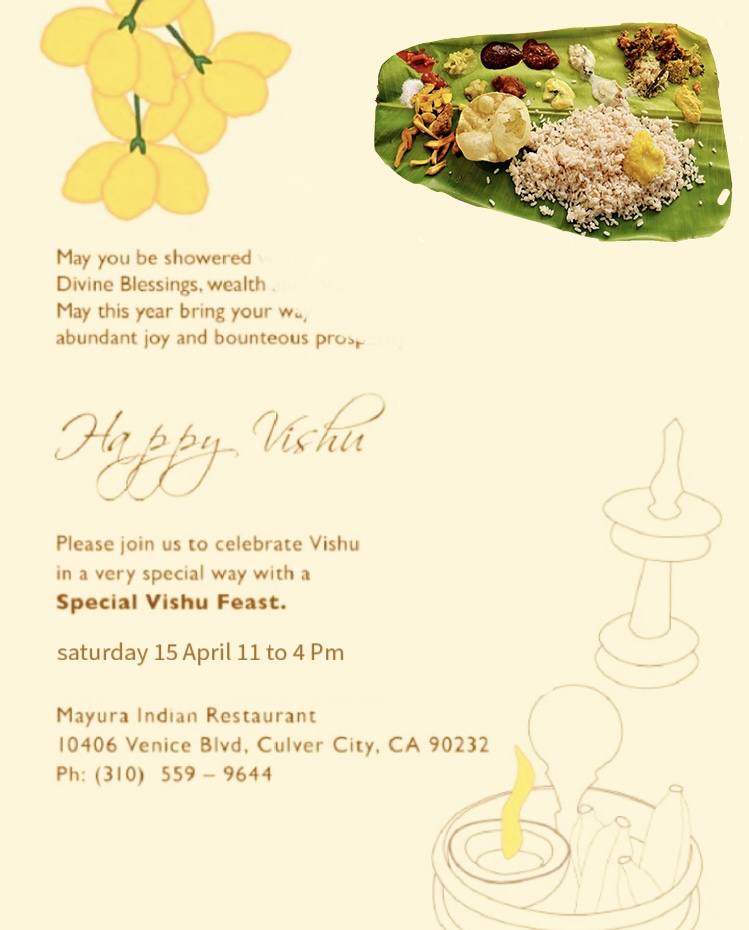 May you be showered
Divine Blessings, wealth
May this year bring your
abundant joy and bounteous
Happy Vishu
Please join us to celebrate Vishu
in a very special way with a
Special Vishu Feast.
saturday 15 April 11 to 4 Pm
Mayura Indian Restaurant
10406 Venice Blvd, Culver City, CA 90232
Ph: (310) 559 – 9644